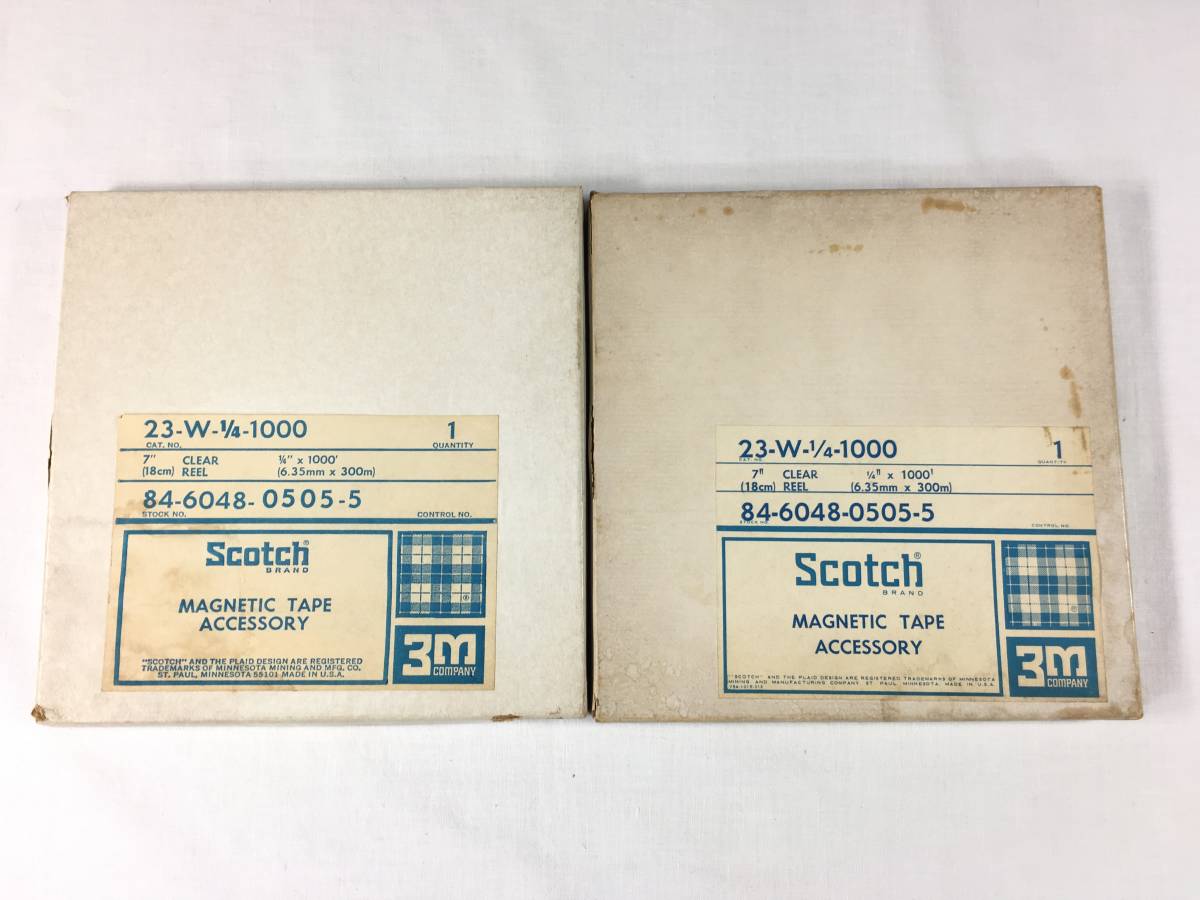 23-W-¼-1000 1
CAT. NO. QUANTITY
7" CLEAR ¼" x 1000'
(18cm) REEL (6.35mm x 300m)
84-6048-0505-5
STOCK NO. CONTROL NO.
Scotch®
BRAND
MAGNETIC TAPE
ACCESSORY
"SCOTCH" AND THE PLAID DESIGN ARE REGISTERED
TRADEMARKS OF MINNESOTA MINING AND MFG. CO.
ST. PAUL, MINNESOTA 55101 MADE IN U.S.A.
®
3M
COMPANY
23-W-¼-1000 1
CAT. NO. QUANTITY
7" CLEAR ¼" x 1000'
(18cm) REEL (6.35mm x 300m)
84-6048-0505-5
STOCK NO. CONTROL NO.
Scotch®
BRAND
MAGNETIC TAPE
ACCESSORY
"SCOTCH" AND THE PLAID DESIGN ARE REGISTERED TRADEMARKS OF MINNESOTA
MINING AND MANUFACTURING COMPANY, ST. PAUL, MINNESOTA. MADE IN U.S.A.
®
3M
COMPANY